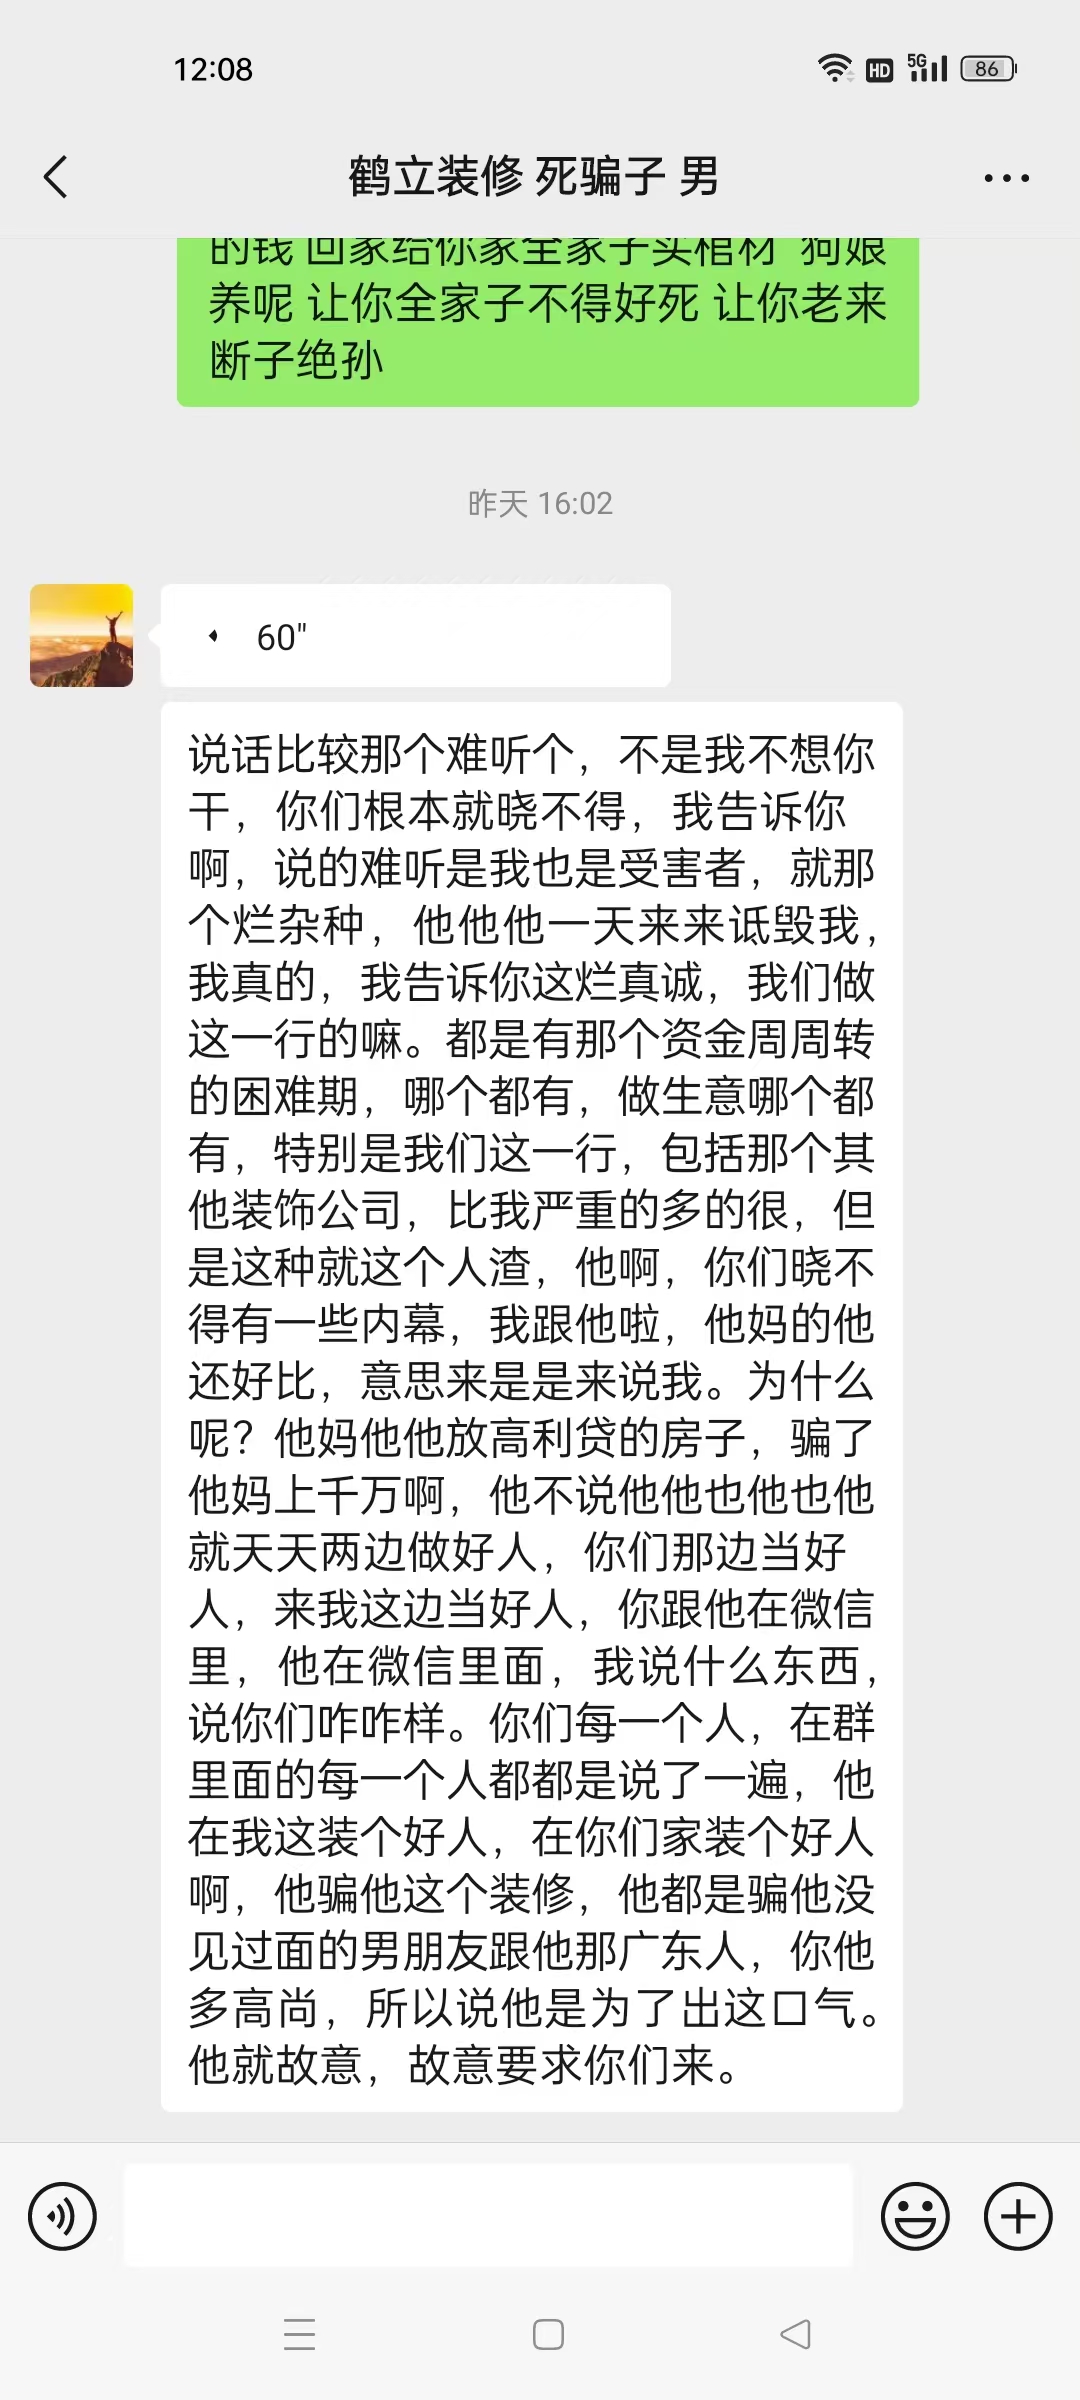 12:08
HD 5G 86
鹤立装修 死骗子 男
的钱 回家给你家全家子买棺材 狗娘
养呢 让你全家子不得好死 让你老来
断子绝孙
昨天 16:02
60"
说话比较那个难听个，不是我不想你
干，你们根本就晓不得，我告诉你
啊，说的难听是我也是受害者，就那
个烂杂种，他他他一天来来诋毁我，
我真的，我告诉你这烂真诚，我们做
这一行的嘛。都是有那个资金周周转
的困难期，哪个都有，做生意哪个都
有，特别是我们这一行，包括那个其
他装饰公司，比我严重的多的很，但
是这种就这个人渣，他啊，你们晓不
得有一些内幕，我跟他啦，他妈的他
还好比，意思来是是来说我。为什么
呢？他妈他他放高利贷的房子，骗了
他妈上千万啊，他不说他他也他也他
就天天两边做好人，你们那边当好
人，来我这边当好人，你跟他在微信
里，他在微信里面，我说什么东西，
说你们咋咋样。你们每一个人，在群
里面的每一个人都都是说了一遍，他
在我这装个好人，在你们家装个好人
啊，他骗他这个装修，他都是骗他没
见过面的男朋友跟他那广东人，你他
多高尚，所以说他是为了出这口气。
他就故意，故意要求你们来。